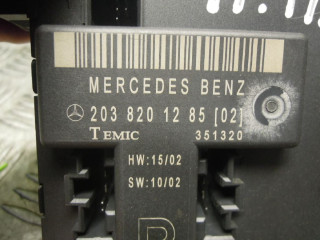 MERCEDES BENZ
203 820 12 85 [02]
TEMIC 351320
HW:15/02
SW:10/02